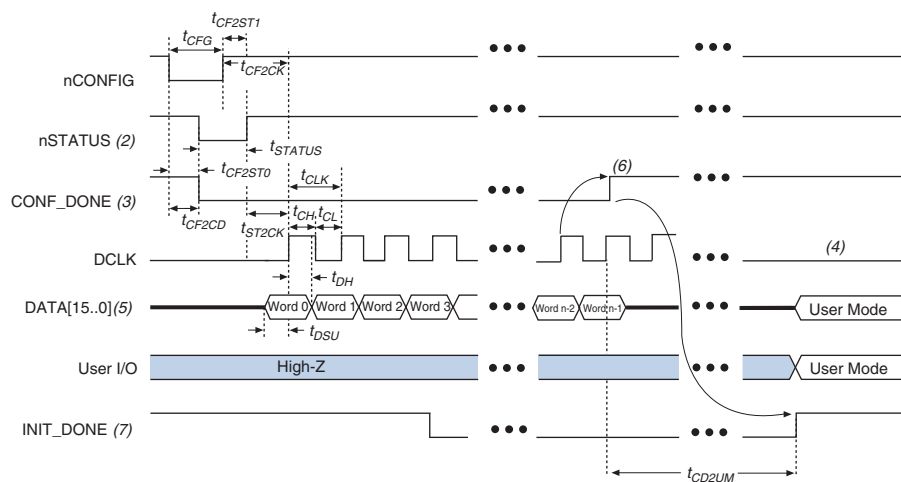 tCF2ST1
tCFG
tCF2CK
nCONFIG
nSTATUS (2)
tSTATUS
tCF2ST0
tCLK
(6)
CONF_DONE (3)
tCF2CD
tST2CK
tCH
tCL
(4)
DCLK
tDH
DATA[15..0](5)
Word 0
Word 1
Word 2
Word 3
Word n-2
Word n-1
User Mode
tDSU
User I/O
High-Z
User Mode
INIT_DONE (7)
tCD2UM